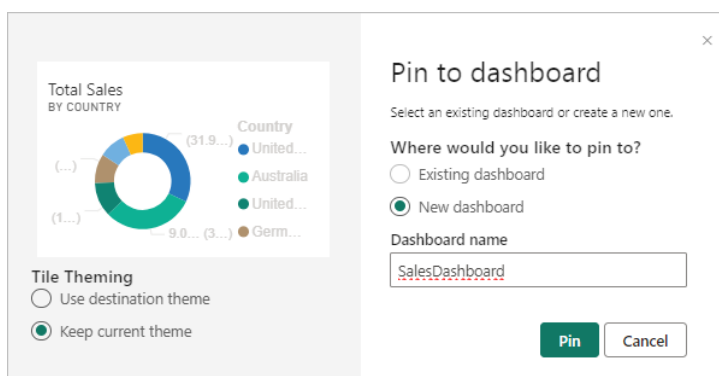 Total Sales
BY COUNTRY
Country
(31.9...)
United...
(...)
Australia
United...
(1...)
9.0... (3...)
Germ...
Tile Theming
Use destination theme
Keep current theme
Pin to dashboard
Select an existing dashboard or create a new one.
Where would you like to pin to?
Existing dashboard
New dashboard
Dashboard name
SalesDashboard
Pin
Cancel